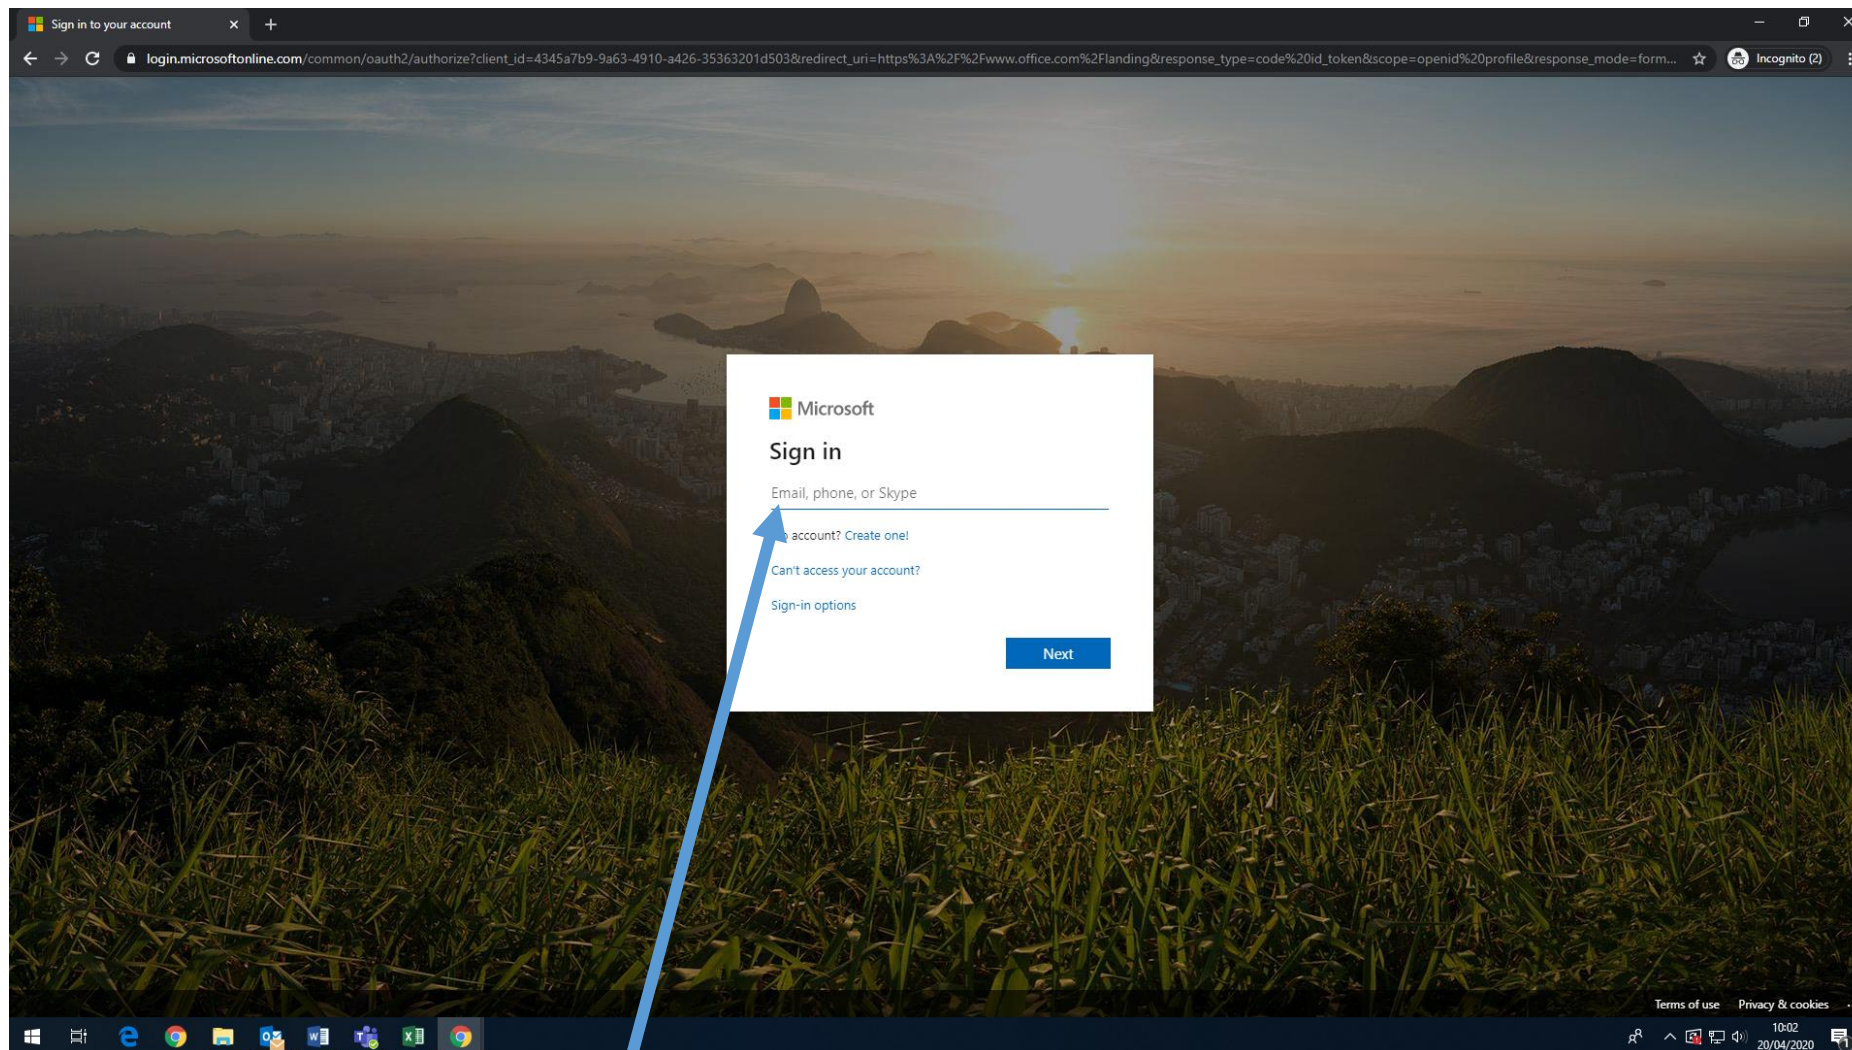 Sign in to your account
login.microsoftonline.com/common/oauth2/authorize?client_id=4345a7b9-9a63-4910-a426-35363201d503&redirect_uri=https%3A%2F%2Fwww.office.com%2Flanding&response_type=code%20id_token&scope=openid%20profile&response_mode=form...
Incognito (2)
Microsoft
Sign in
Email, phone, or Skype
account? Create one!
Can't access your account?
Sign-in options
Next
Terms of use Privacy & cookies
10:02
20/04/2020